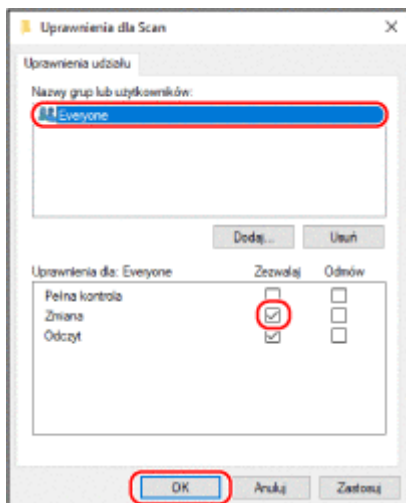 Uprawnienia dla Scan
Uprawnienia udziału
Nazwy grup lub użytkowników:
Everyone
Dodaj... Usuń
Uprawnienia dla: Everyone Zezwalaj Odmów
Pełna kontrola
Zmiana
Odczyt
OK Anuluj Zastosuj